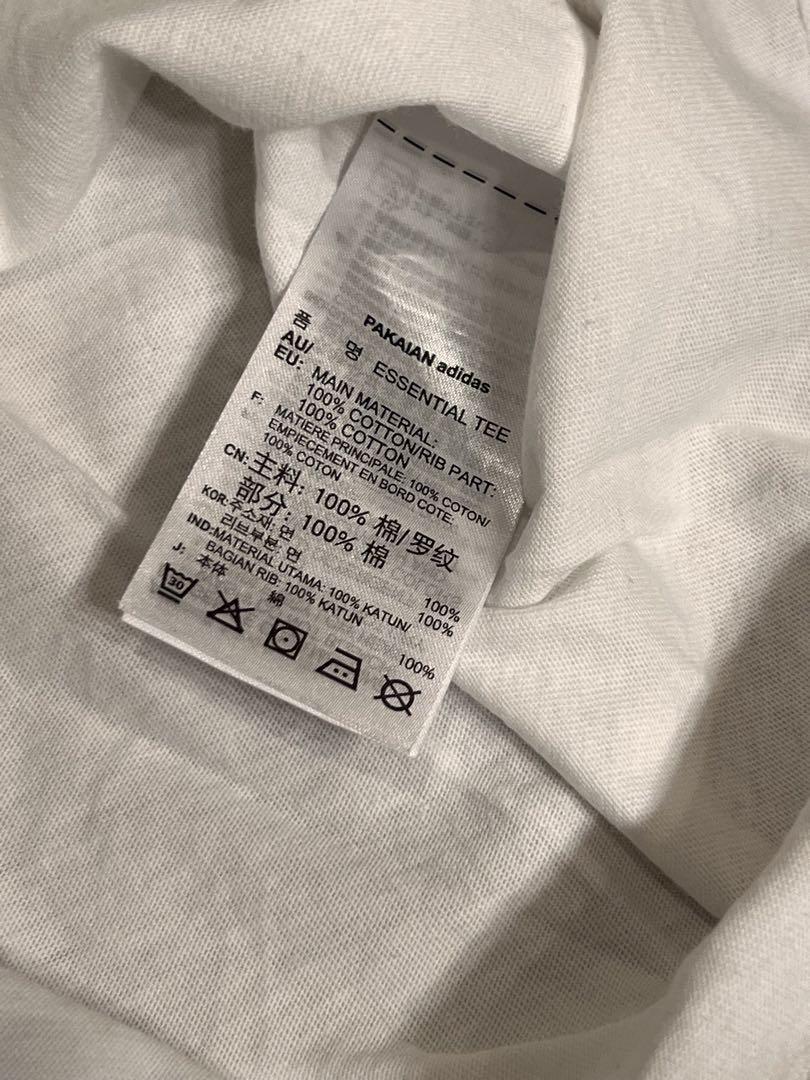 PAKAIAN adidas
품 명 ESSENTIAL TEE
AU/
EU: MAIN MATERIAL:
100% COTTON/RIB PART:
100% COTTON
F: MATIERE PRINCIPALE: 100% COTON/
EMPIECEMENT EN BORD COTE:
100% COTON
CN: 主料: 100% 棉/罗纹
部分: 100% 棉
KOR: 주소재: 면 100%
리브부분: 면 100%
IND: MATERIAL UTAMA: 100% KATUN/
BAGIAN RIB: 100% KATUN
J: 本体 綿 100%
30